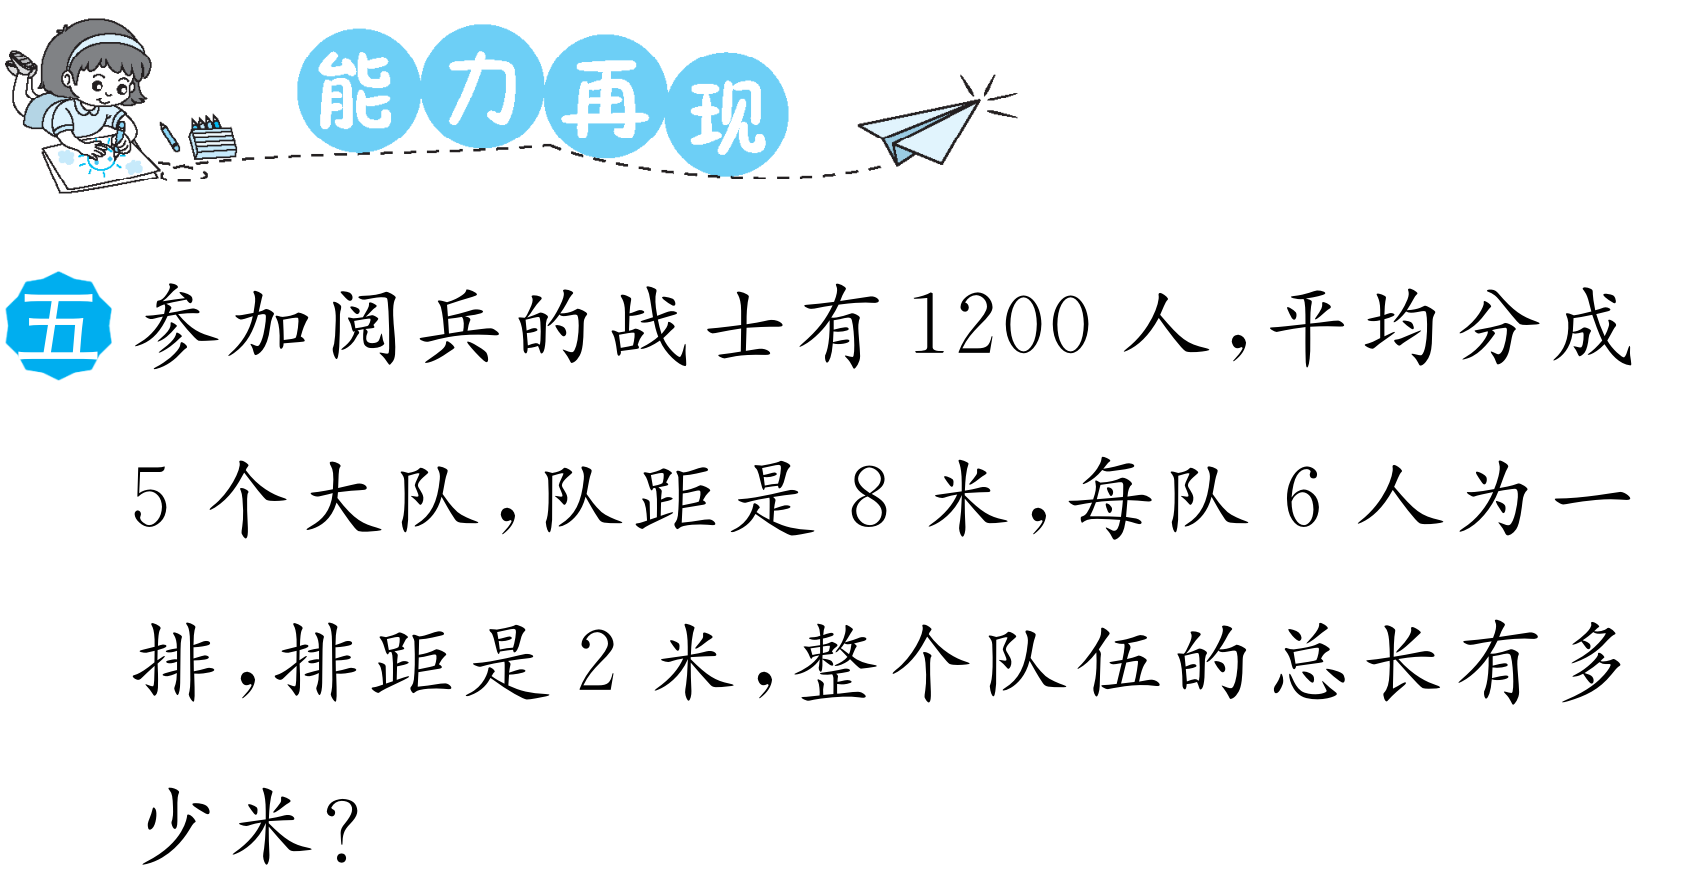 能力再现
五 参加阅兵的战士有1200人,平均分成
5个大队,队距是8米,每队6人为一
排,排距是2米,整个队伍的总长有多
少米?